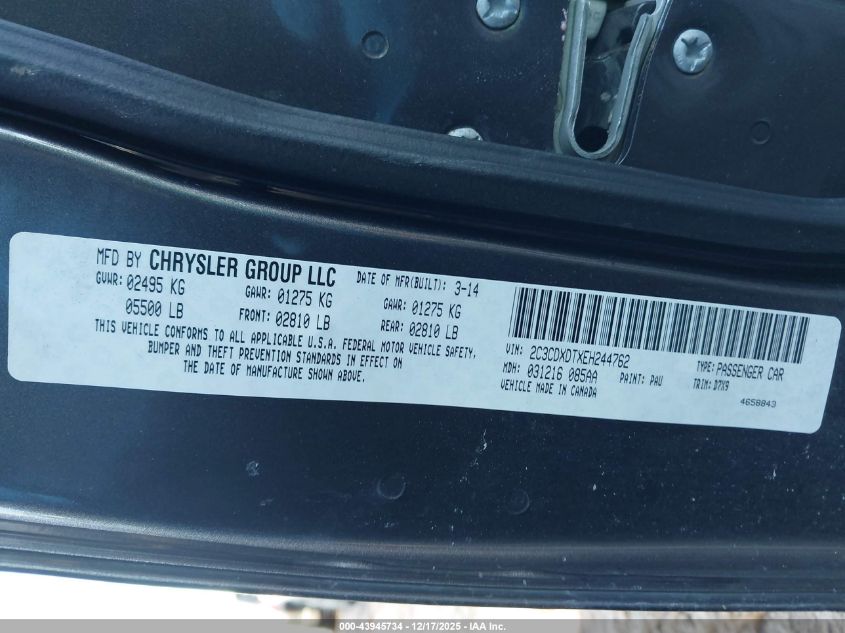 MFD BY CHRYSLER GROUP LLC DATE OF MFR(BUILT): 3-14
GVWR: 02495 KG GAWR: 01275 KG GAWR: 01275 KG
05500 LB FRONT: 02810 LB REAR: 02810 LB
THIS VEHICLE CONFORMS TO ALL APPLICABLE U.S.A. FEDERAL MOTOR VEHICLE SAFETY,
BUMPER AND THEFT PREVENTION STANDARDS IN EFFECT ON
THE DATE OF MANUFACTURE SHOWN ABOVE.
VIN: 2C3CDXDTXEH244762 TYPE: PASSENGER CAR
MDH: 031216 085AA PAINT: PAU TRIM: D7X9
VEHICLE MADE IN CANADA 4658843
000-43945734 - 12/17/2025 - IAA Inc.